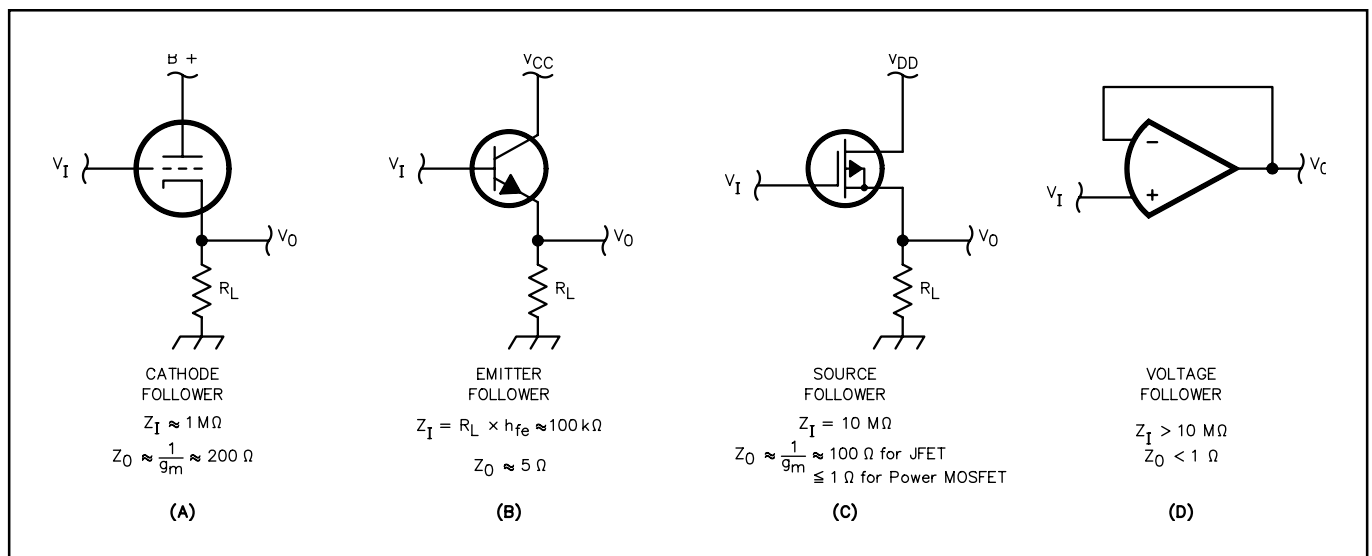 B +
V_I
V_O
R_L
CATHODE
FOLLOWER
Z_I ≈ 1 MΩ
Z_O ≈ 1/g_m ≈ 200 Ω
(A)
V_CC
V_I
V_O
R_L
EMITTER
FOLLOWER
Z_I = R_L × h_fe ≈ 100 kΩ
Z_O ≈ 5 Ω
(B)
V_DD
V_I
V_O
R_L
SOURCE
FOLLOWER
Z_I = 10 MΩ
Z_O ≈ 1/g_m ≈ 100 Ω for JFET
≦ 1 Ω for Power MOSFET
(C)
−
+
V_I
VOLTAGE
FOLLOWER
Z_I > 10 MΩ
Z_O < 1 Ω
(D)